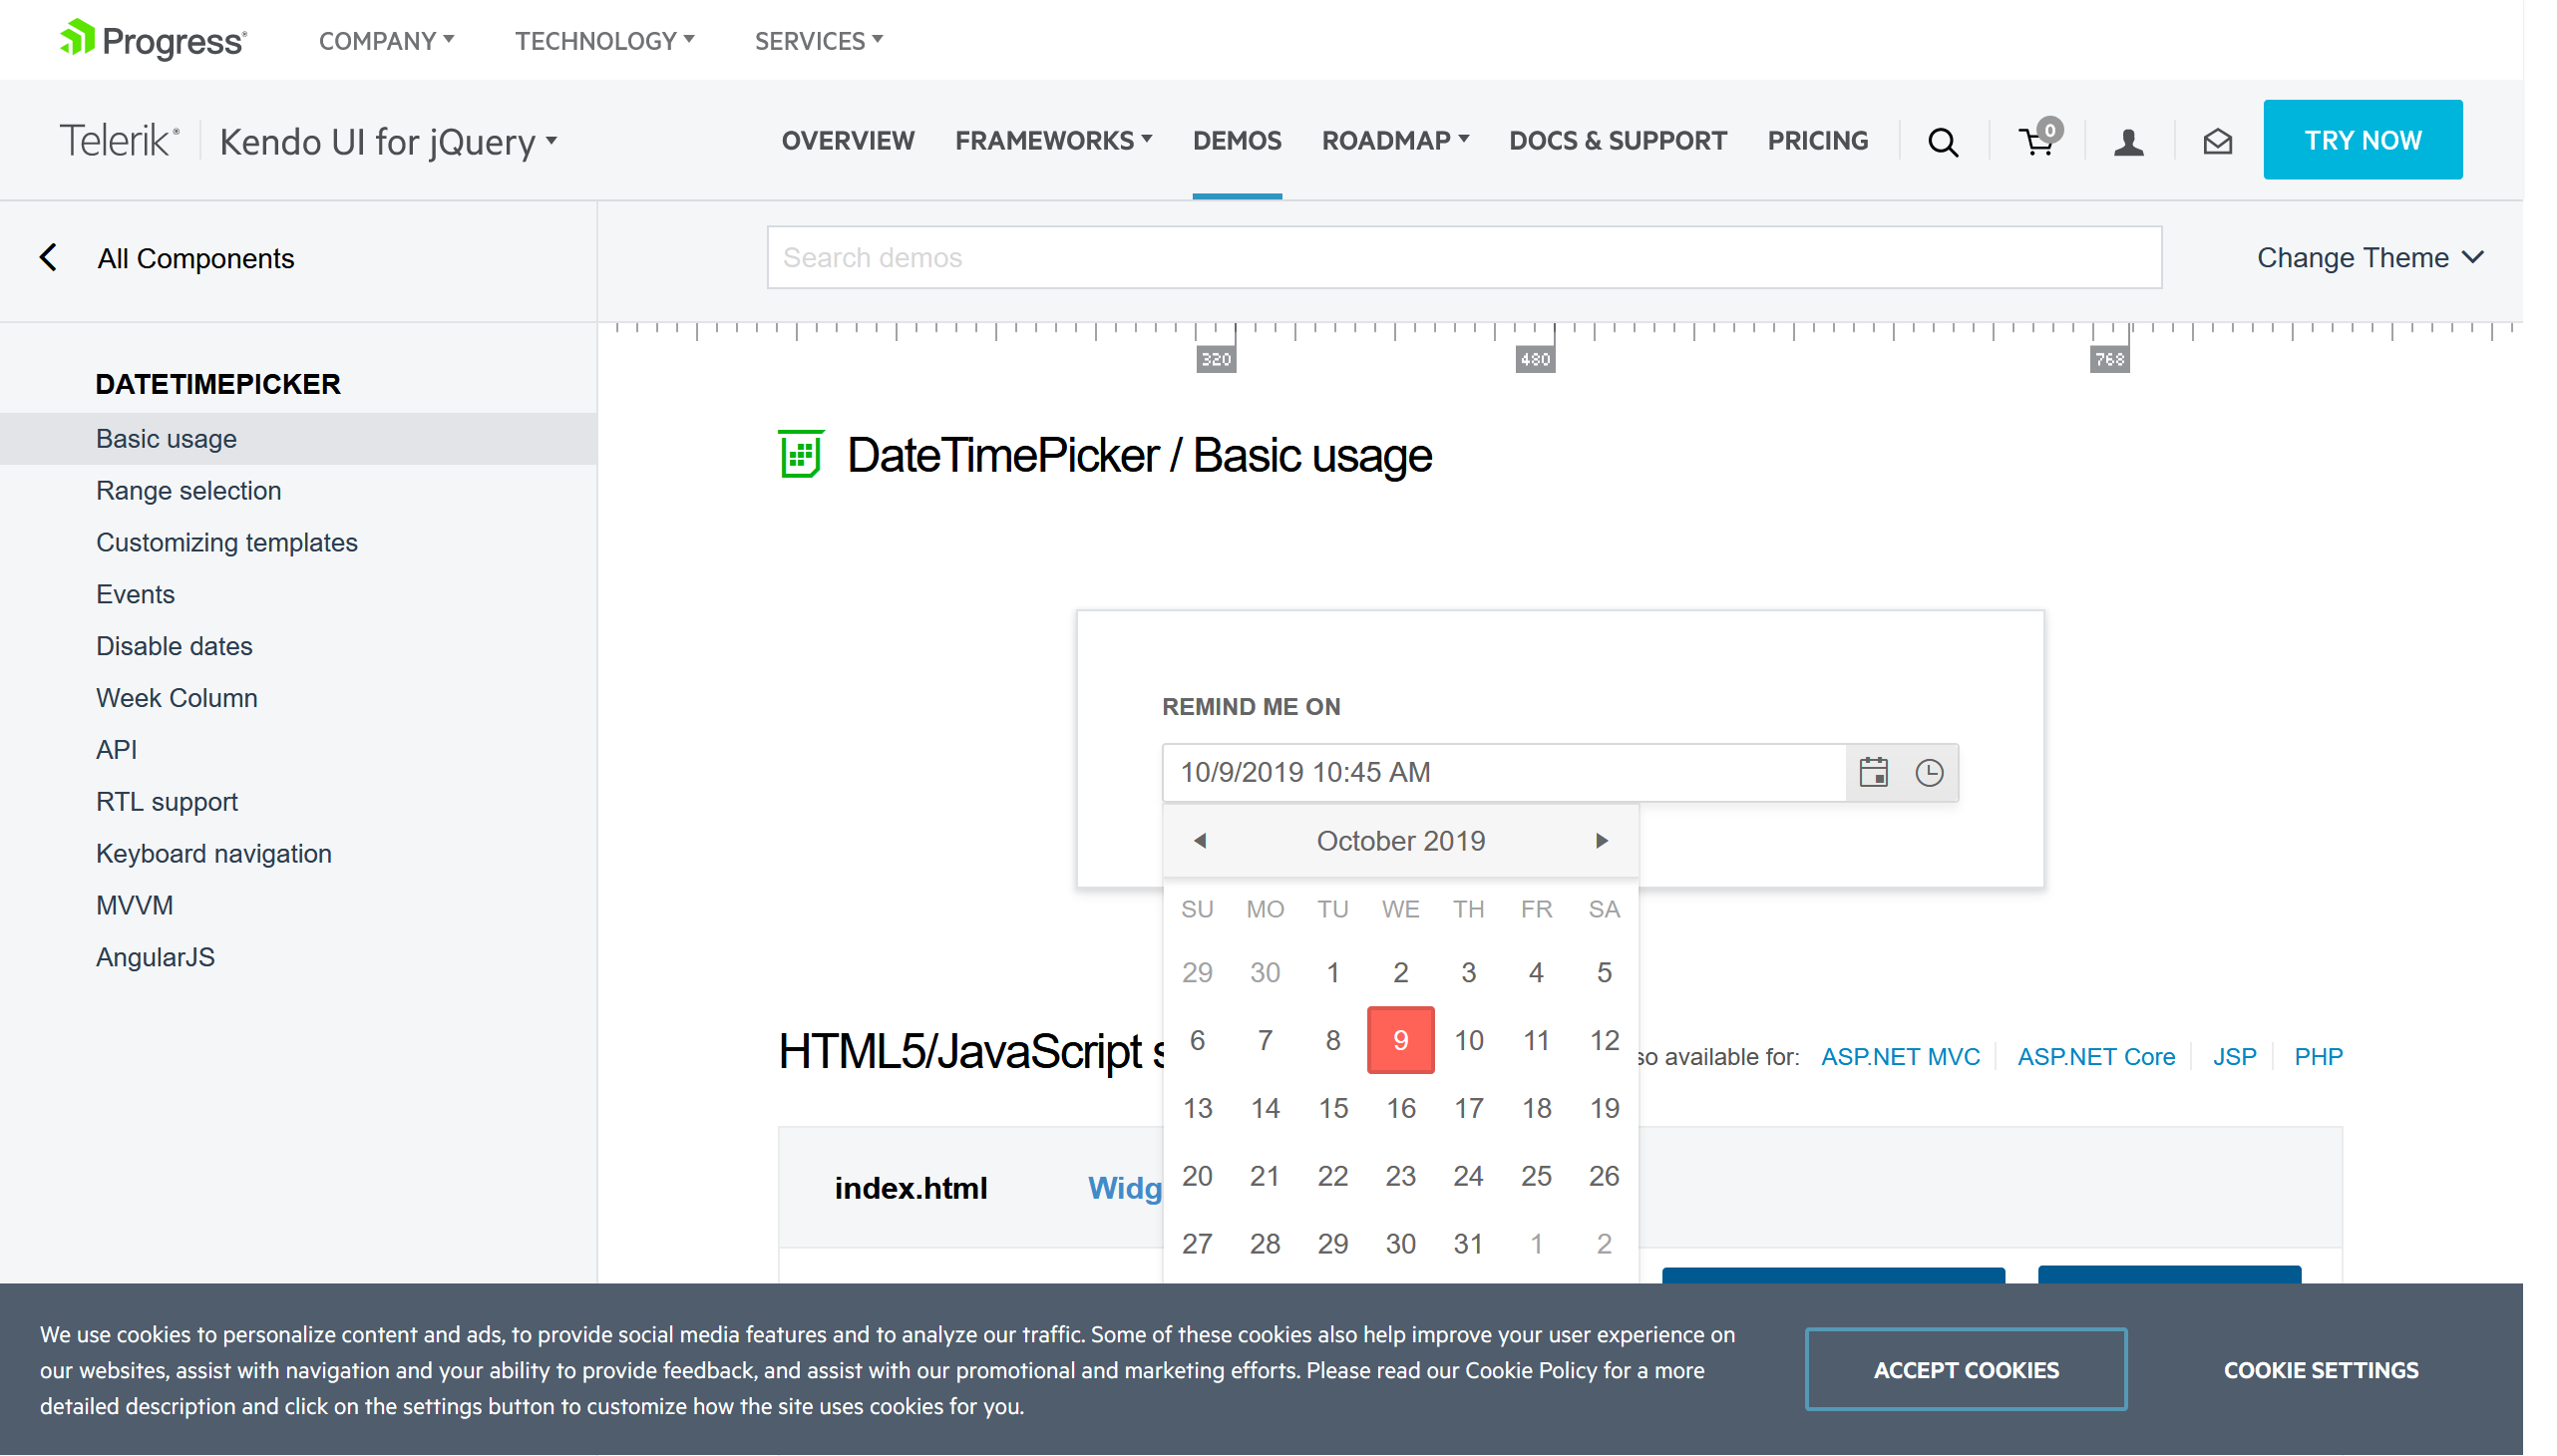 Progress
COMPANY
TECHNOLOGY
SERVICES
Telerik
Kendo UI for jQuery
OVERVIEW
FRAMEWORKS
DEMOS
ROADMAP
DOCS & SUPPORT
PRICING
0
TRY NOW
All Components
Search demos
Change Theme
320
480
768
DATETIMEPICKER
Basic usage
Range selection
Customizing templates
Events
Disable dates
Week Column
API
RTL support
Keyboard navigation
MVVM
AngularJS
DateTimePicker / Basic usage
REMIND ME ON
10/9/2019 10:45 AM
October 2019
SU MO TU WE TH FR SA
29 30 1 2 3 4 5
6 7 8 9 10 11 12
13 14 15 16 17 18 19
20 21 22 23 24 25 26
27 28 29 30 31 1 2
HTML5/JavaScript s
so available for: ASP.NET MVC ASP.NET Core JSP PHP
index.html
Widg
We use cookies to personalize content and ads, to provide social media features and to analyze our traffic. Some of these cookies also help improve your user experience on
our websites, assist with navigation and your ability to provide feedback, and assist with our promotional and marketing efforts. Please read our Cookie Policy for a more
detailed description and click on the settings button to customize how the site uses cookies for you.
ACCEPT COOKIES
COOKIE SETTINGS